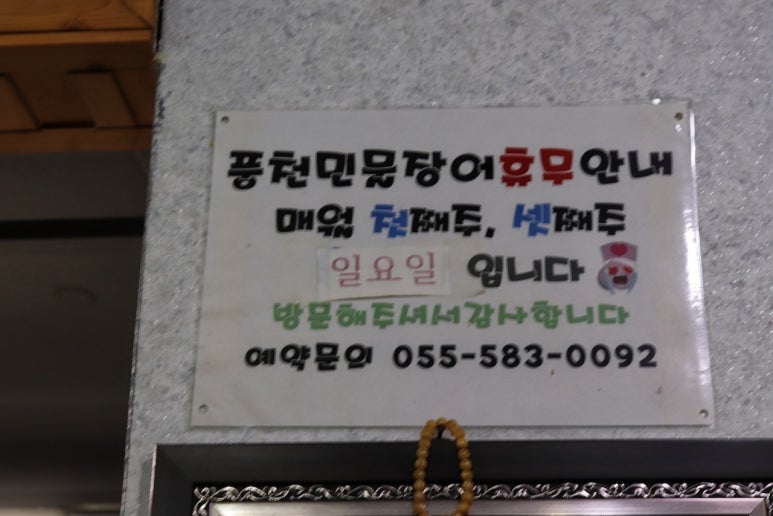 풍천민물장어휴무안내
매월 첫째주, 셋째주
일요일 입니다
방문해주셔서감사합니다
예약문의 055-583-0092